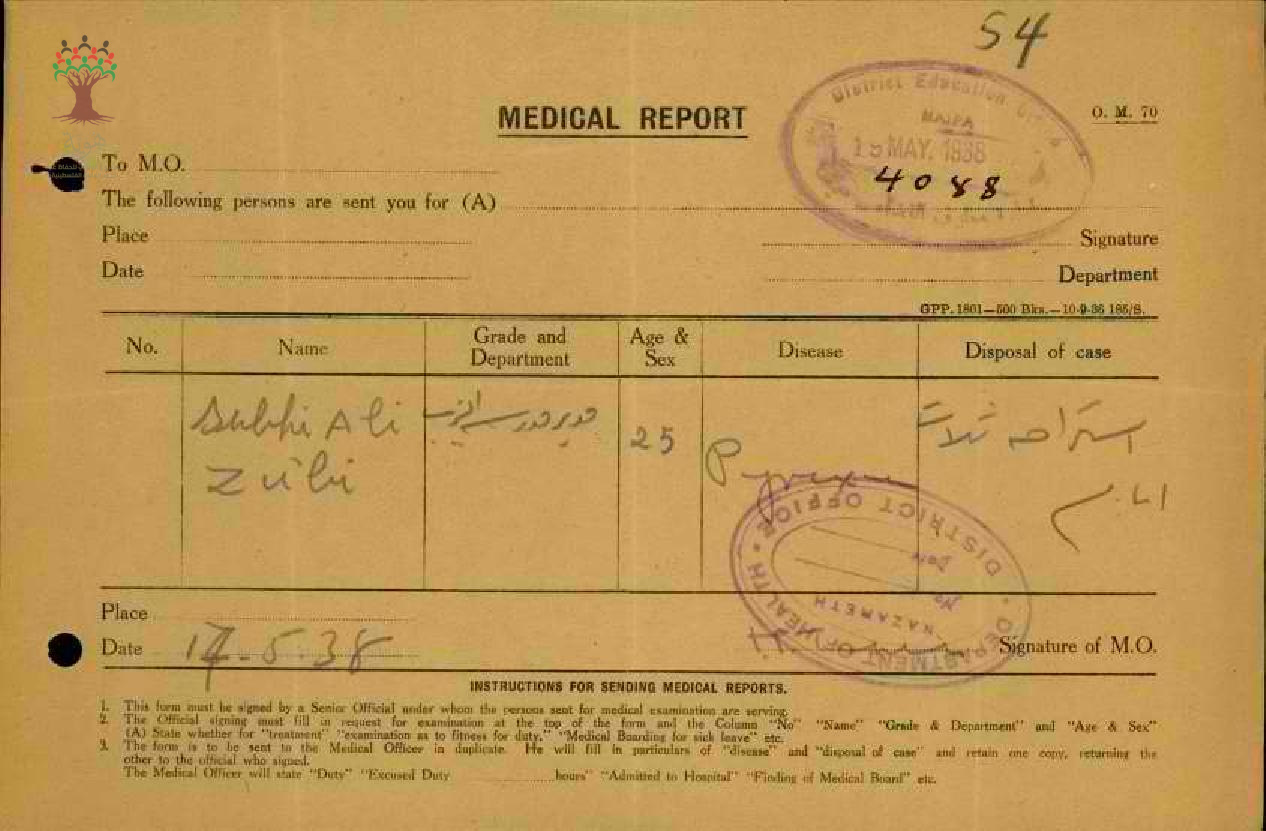 54
MEDICAL REPORT
O. M. 70
District Education
HAIFA
MAY. 1938
4088
To M.O.
The following persons are sent you for (A)
Place
Signature
Date
Department
GPP. 1801—500 Bks.—10-9-36 185/S.
No. Name Grade and Department Age & Sex Disease Disposal of case
Subhi Ali Zu'bi 25 Pyrexia استراحة ثلاث ايام
DEPARTMENT OF HEALTH • DISTRICT OFFICE •
NAZARETH
No
Date
Place
Date 17-5-38
Signature of M.O.
INSTRUCTIONS FOR SENDING MEDICAL REPORTS.
1. This form must be signed by a Senior Official under whom the persons sent for medical examination are serving.
2. The Official signing must fill in request for examination at the top of the form and the Column "No" "Name" "Grade & Department" and "Age & Sex"
(A) State whether for "treatment" "examination as to fitness for duty," "Medical Boarding for sick leave" etc.
3. The form is to be sent to the Medical Officer in duplicate. He will fill in particulars of "disease" and "disposal of case" and retain one copy, returning the
other to the official who signed.
The Medical Officer will state "Duty" "Excused Duty ............ hours" "Admitted to Hospital" "Finding of Medical Board" etc.